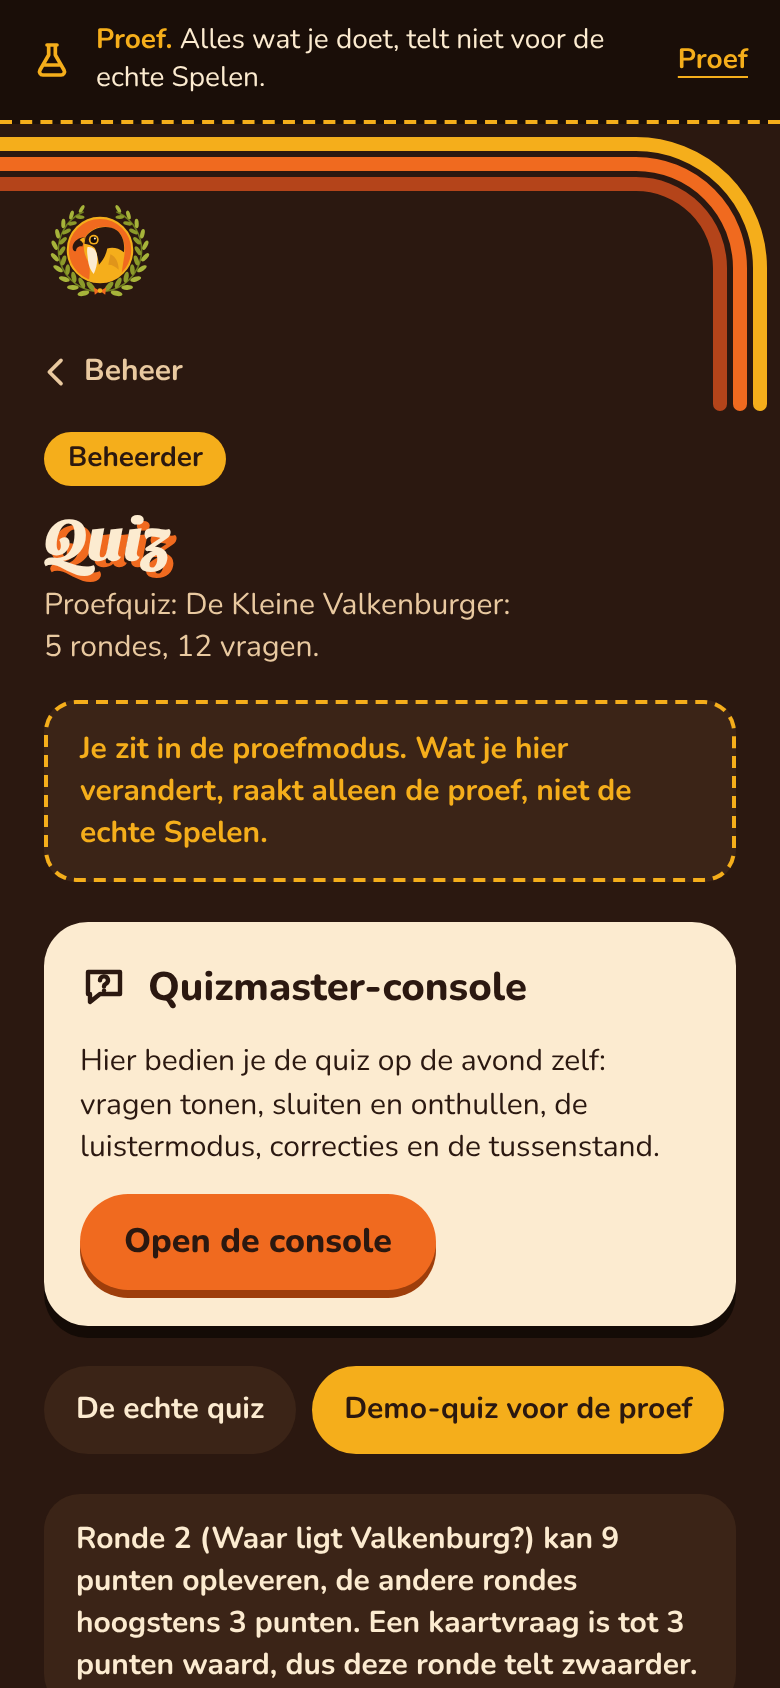 Proef. Alles wat je doet, telt niet voor de
echte Spelen.
Proef
Beheer
Beheerder
Quiz
Proefquiz: De Kleine Valkenburger:
5 rondes, 12 vragen.
Je zit in de proefmodus. Wat je hier
verandert, raakt alleen de proef, niet de
echte Spelen.
Quizmaster-console
Hier bedien je de quiz op de avond zelf:
vragen tonen, sluiten en onthullen, de
luistermodus, correcties en de tussenstand.
Open de console
De echte quiz
Demo-quiz voor de proef
Ronde 2 (Waar ligt Valkenburg?) kan 9
punten opleveren, de andere rondes
hoogstens 3 punten. Een kaartvraag is tot 3
punten waard, dus deze ronde telt zwaarder.